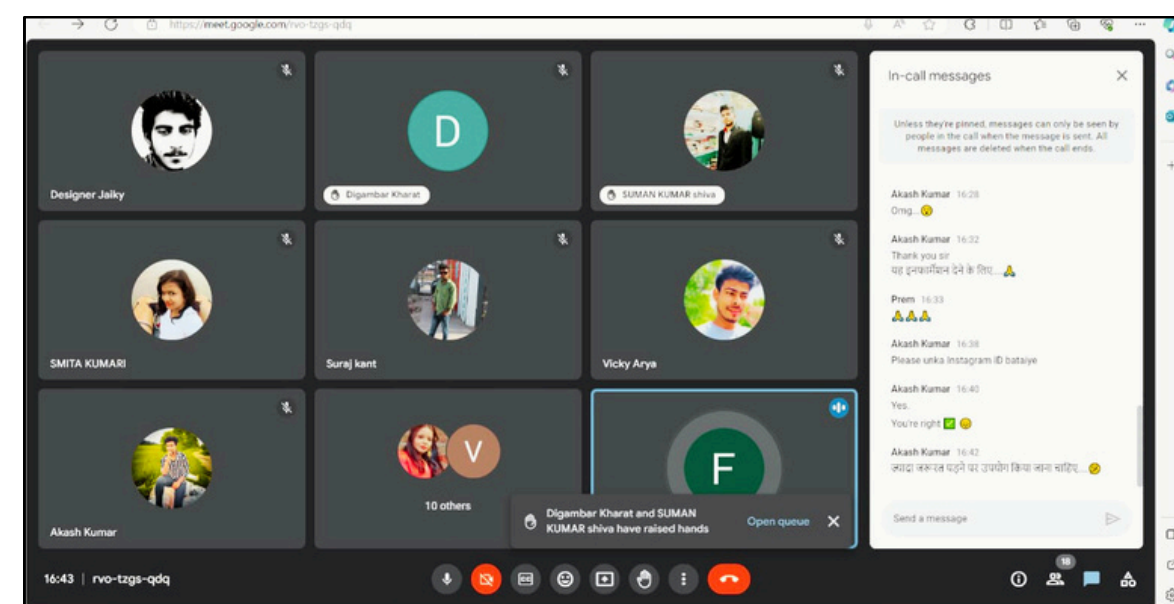 https://meet.google.com/rvo-tzgs-qdq
Designer Jaiky
D
Digambar Kharat
SUMAN KUMAR shiva
SMITA KUMARI
Suraj kant
Vicky Arya
Akash Kumar
V
10 others
F
Digambar Kharat and SUMAN
KUMAR shiva have raised hands
Open queue
In-call messages
Unless they're pinned, messages can only be seen by
people in the call when the message is sent. All
messages are deleted when the call ends.
Akash Kumar 16:28
Omg...😯
Akash Kumar 16:32
Thank you sir
यह इनफार्मेशन देने के लिए....🙏
Prem 16:33
🙏🙏🙏
Akash Kumar 16:38
Please unka Instagram ID bataiye
Akash Kumar 16:40
Yes.
You're right ✅
Akash Kumar 16:42
ज्यादा जरूरत पड़ने पर उपयोग किया जाना चाहिए....
Send a message
16:43 | rvo-tzgs-qdq
18